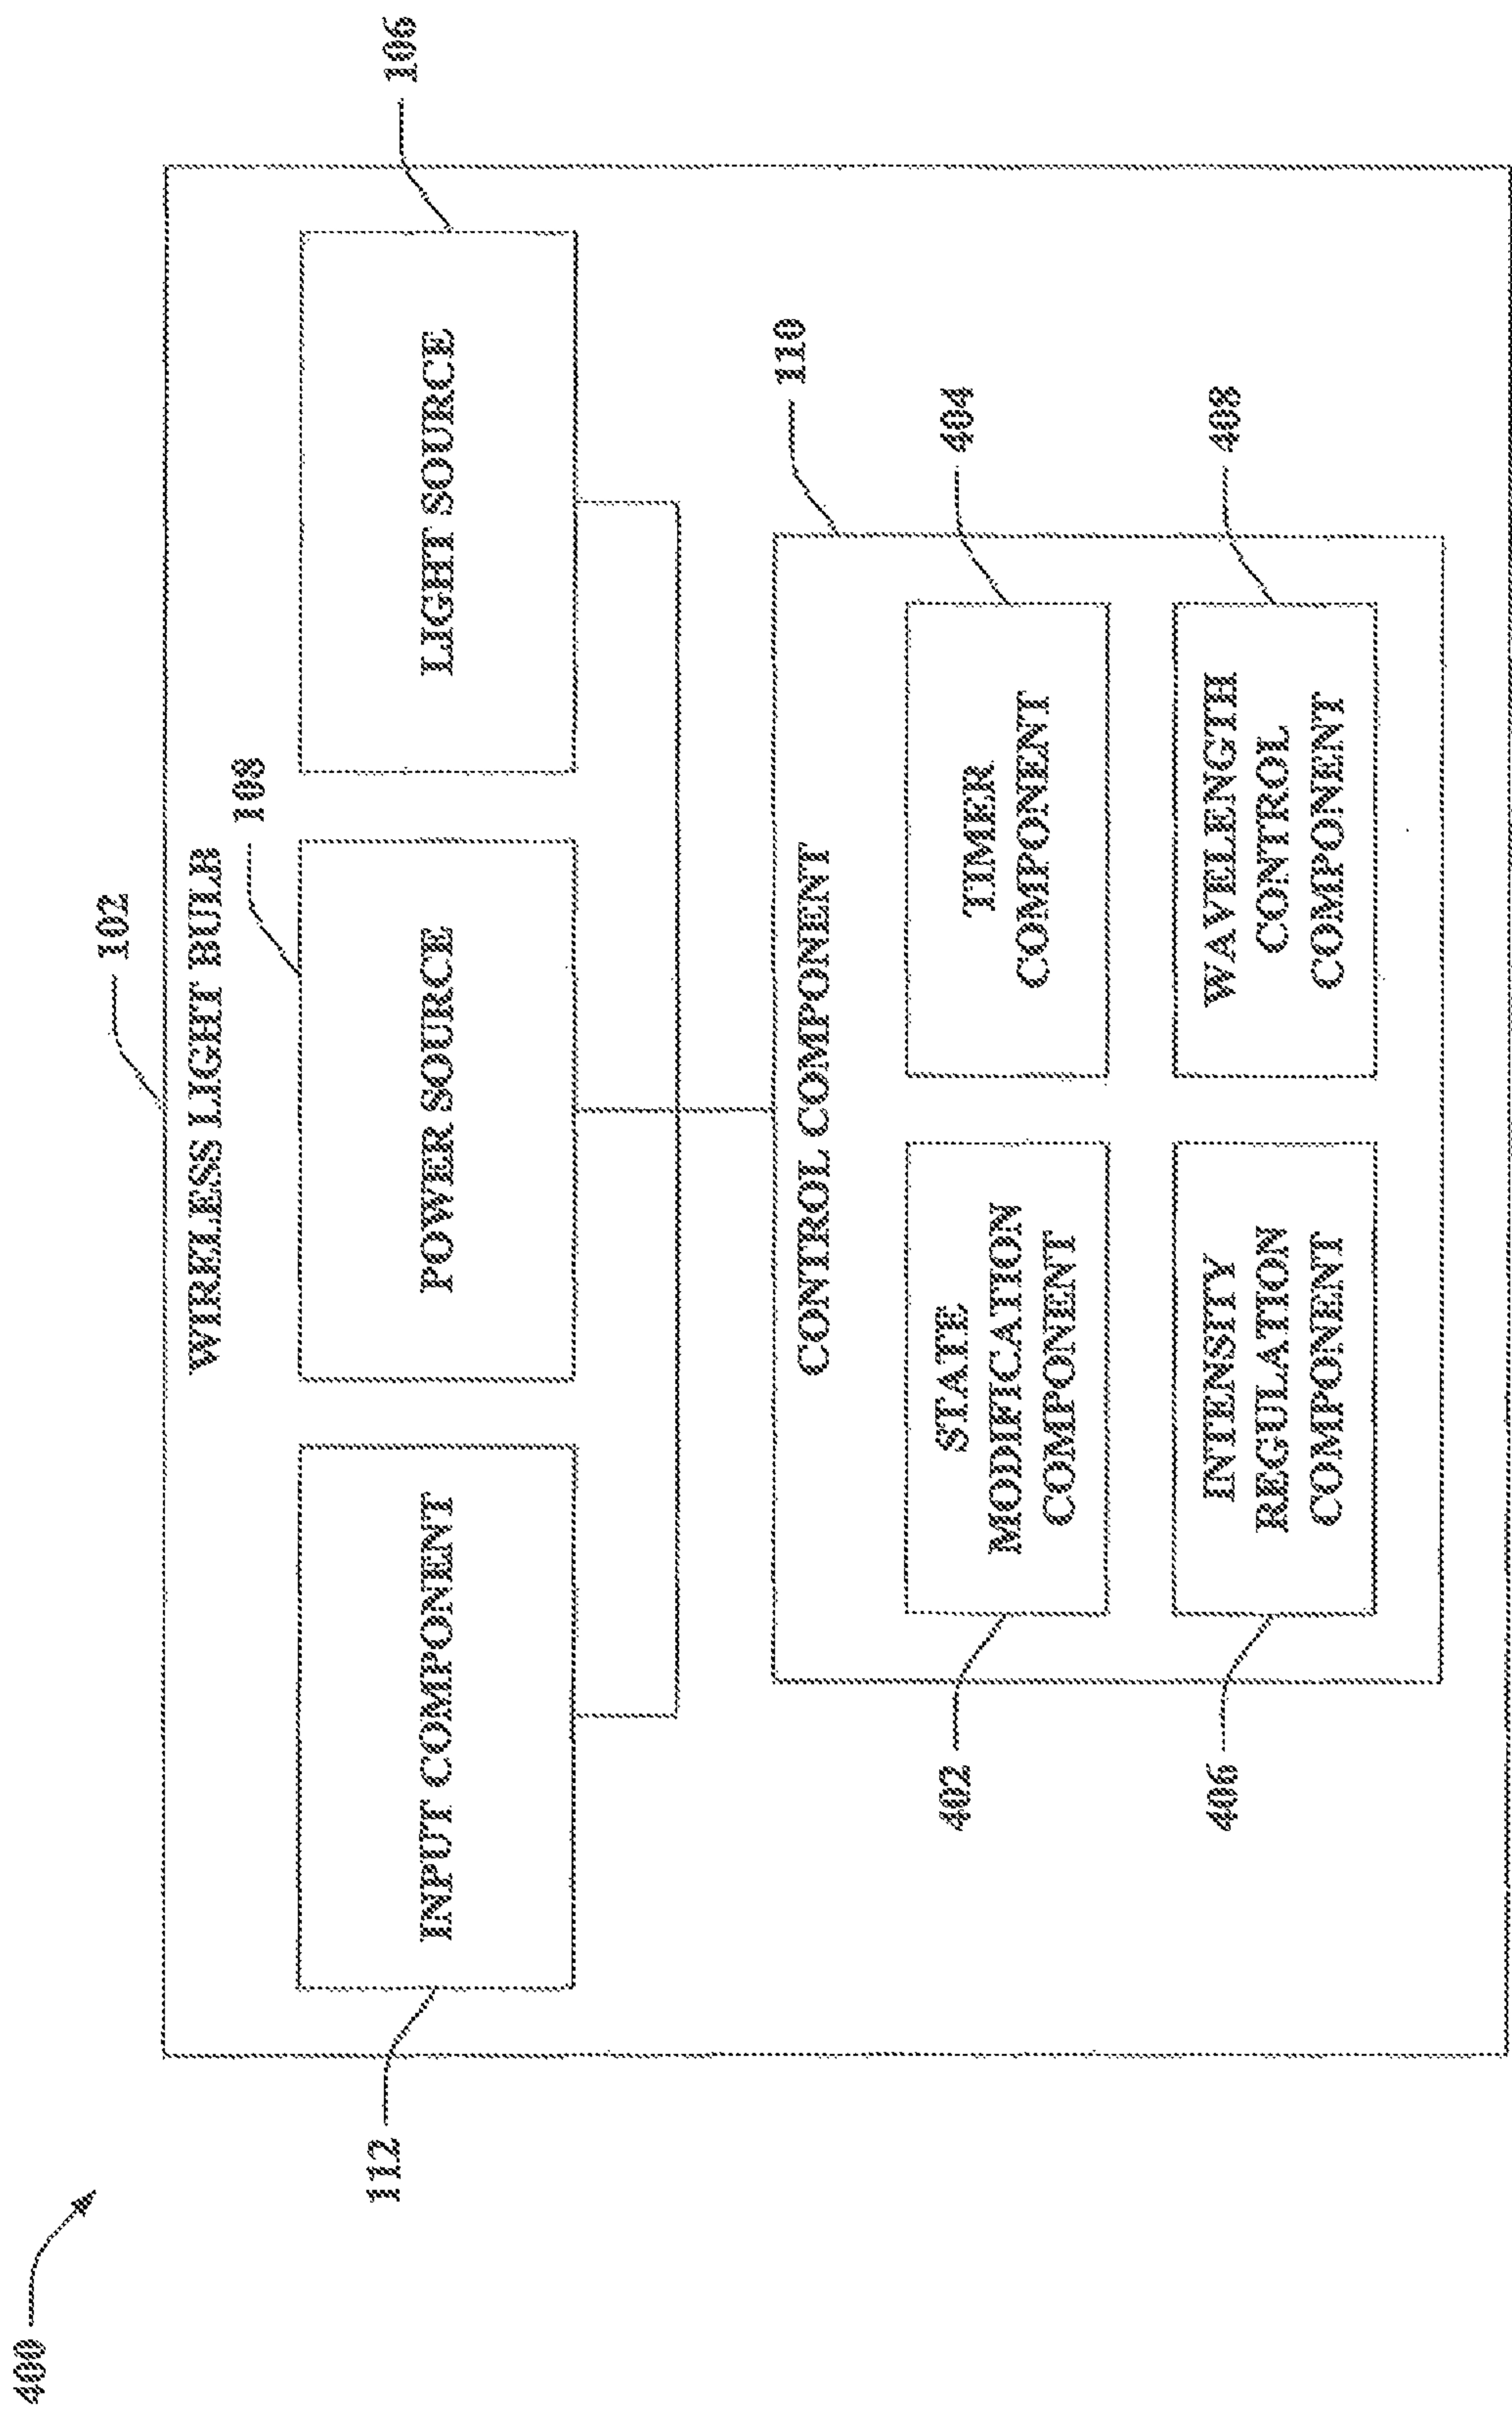 400
102
WIRELESS LIGHT BULB
112
INPUT COMPONENT
108
POWER SOURCE
106
LIGHT SOURCE
110
CONTROL COMPONENT
402
STATE
MODIFICATION
COMPONENT
404
TIMER
COMPONENT
406
INTENSITY
REGULATION
COMPONENT
408
WAVELENGTH
CONTROL
COMPONENT